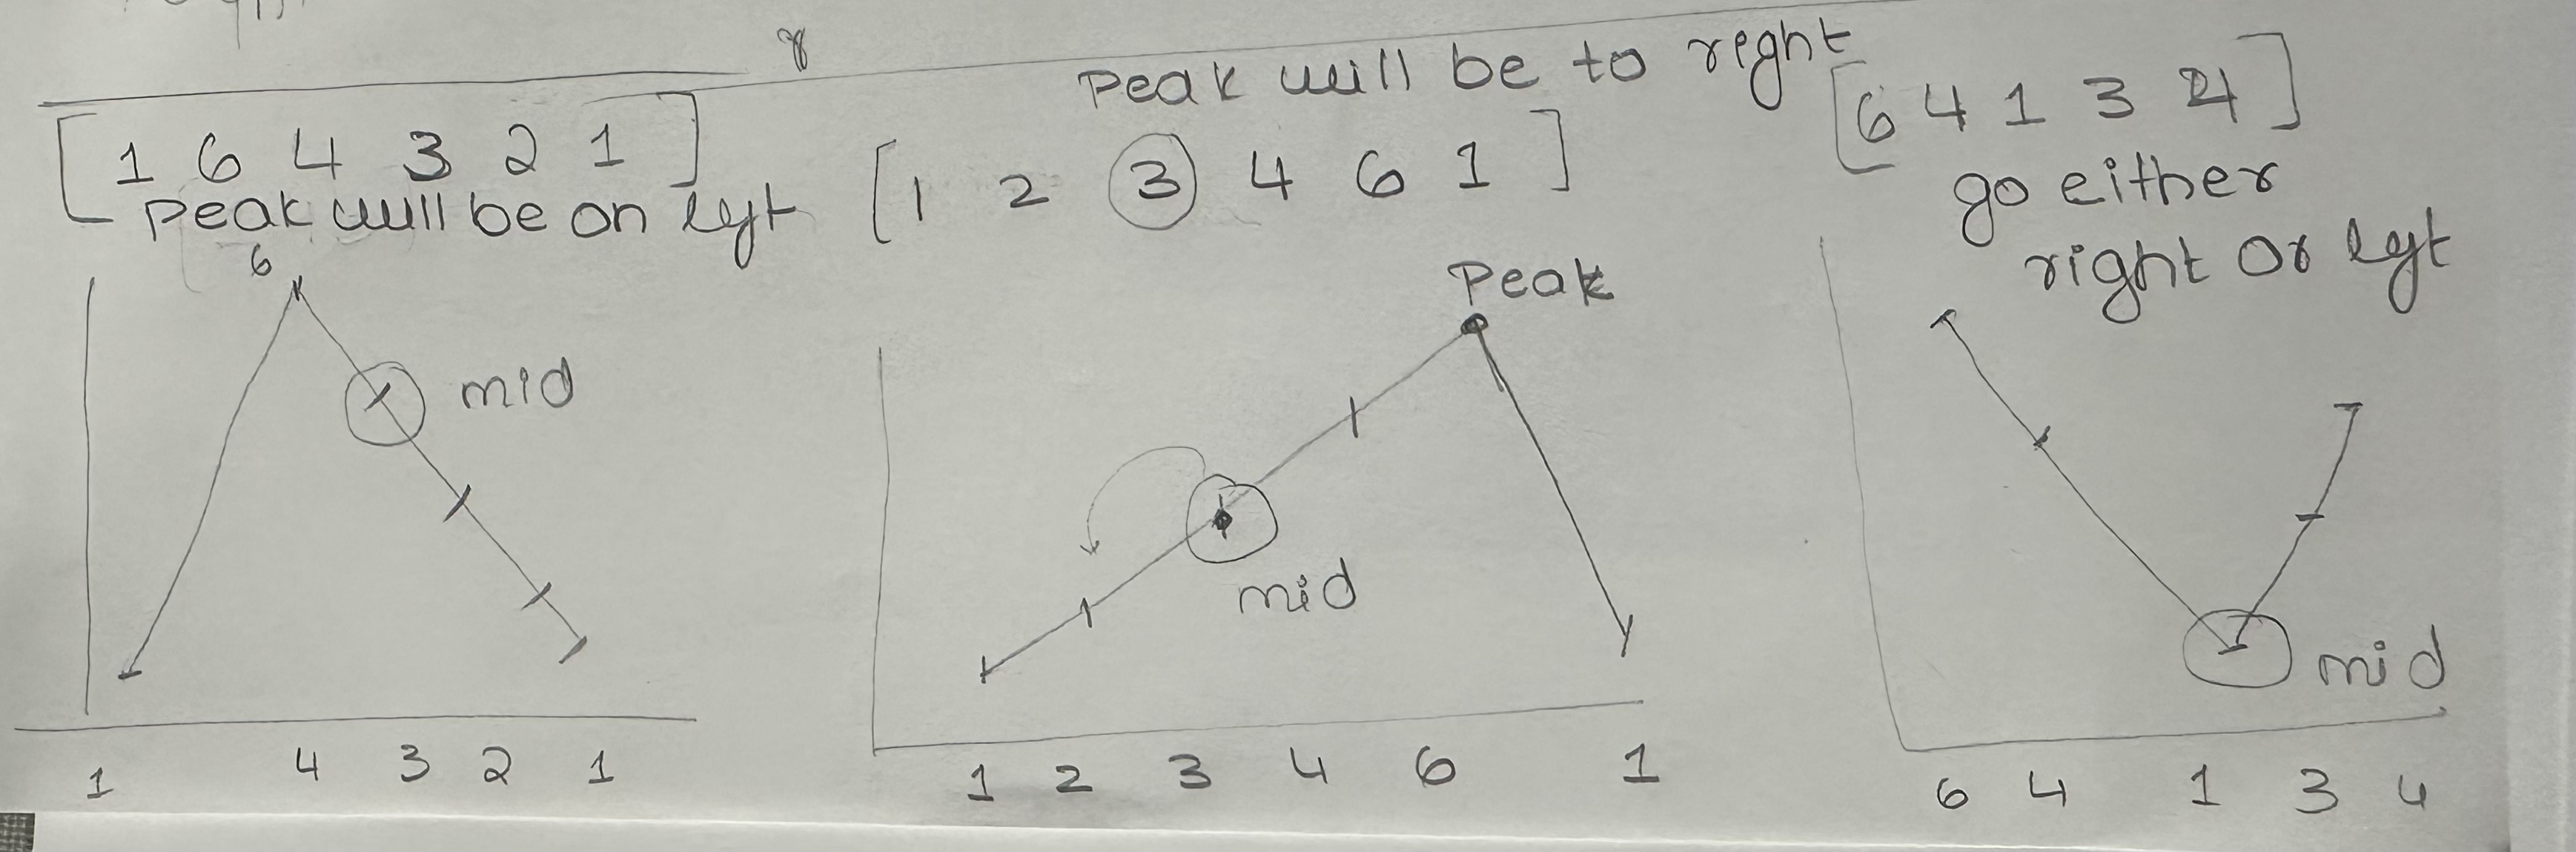 r
[ 1 6 4 3 2 1 ]
Peak will be on left
6
mid
1 4 3 2 1
Peak will be to right
[ 1 2 3 4 6 1 ]
Peak
mid
1 2 3 4 6 1
[ 6 4 1 3 4 ]
go either
right or left
mid
6 4 1 3 4